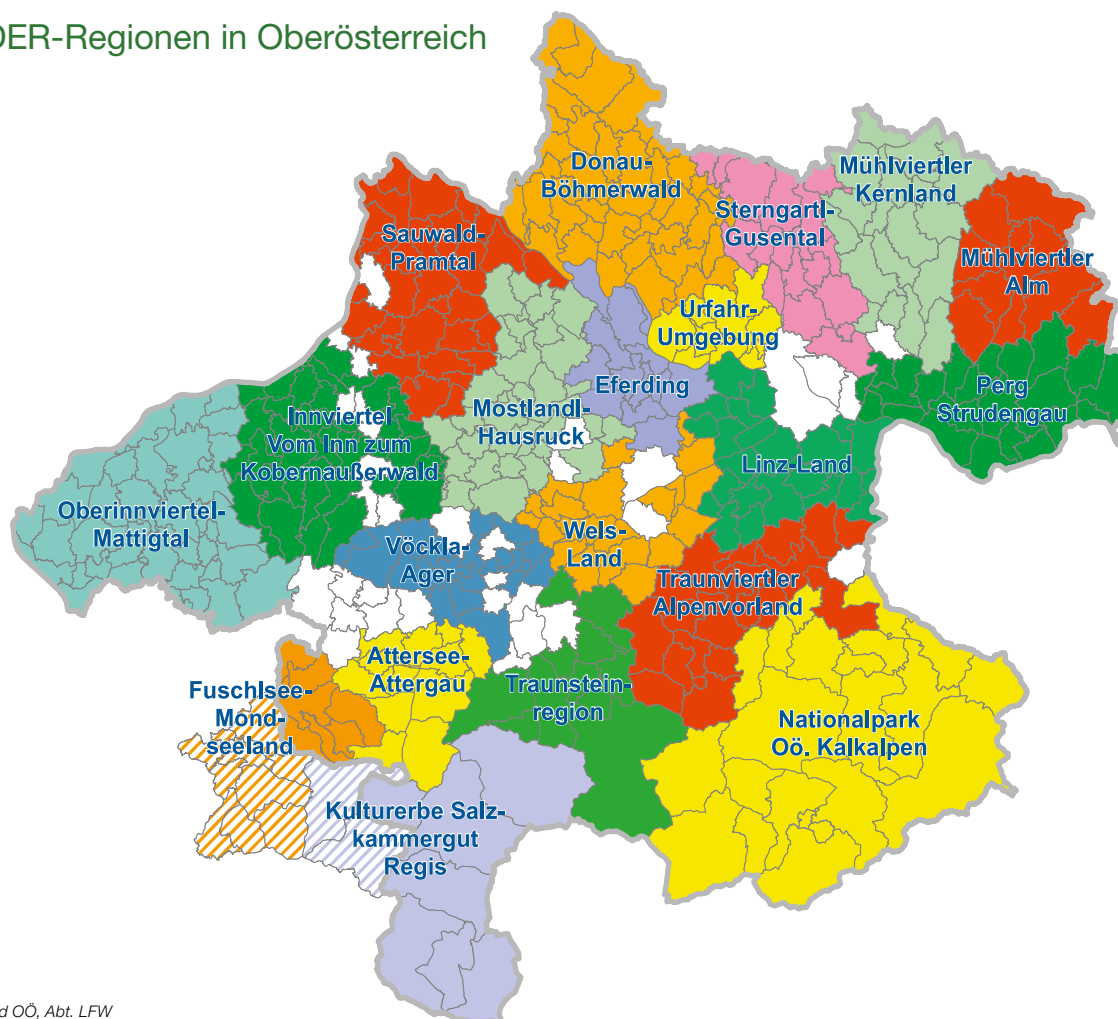 DER-Regionen in Oberösterreich
Donau-
Böhmerwald
Mühlviertler
Kernland
Sterngartl-
Gusental
Sauwald-
Pramtal
Mühlviertler
Alm
Urfahr-
Umgebung
Eferding
Perg
Strudengau
Mostlandl-
Hausruck
Innviertel
Vom Inn zum
Kobernaußerwald
Linz-Land
Oberinnviertel-
Mattigtal
Wels-
Land
Vöckla-
Ager
Traunviertler
Alpenvorland
Attersee-
Attergau
Traunstein-
region
Fuschlsee-
Mond-
seeland
Nationalpark
Oö. Kalkalpen
Kulturerbe Salz-
kammergut
Regis
d OÖ, Abt. LFW